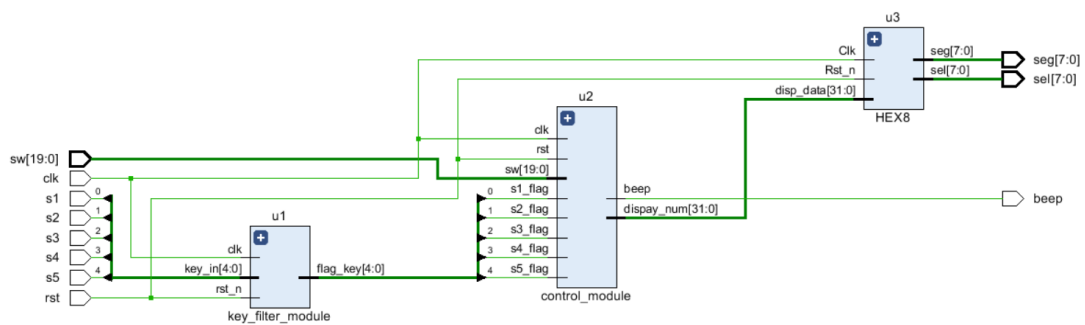 u3
Clk
Rst_n
disp_data[31:0]
seg[7:0]
sel[7:0]
seg[7:0]
sel[7:0]
HEX8
u2
clk
rst
sw[19:0]
s1_flag
s2_flag
s3_flag
s4_flag
s5_flag
0
1
2
3
4
beep
dispay_num[31:0]
beep
control_module
sw[19:0]
clk
s1
s2
s3
s4
s5
rst
0
1
2
3
4
u1
clk
key_in[4:0]
rst_n
flag_key[4:0]
key_filter_module